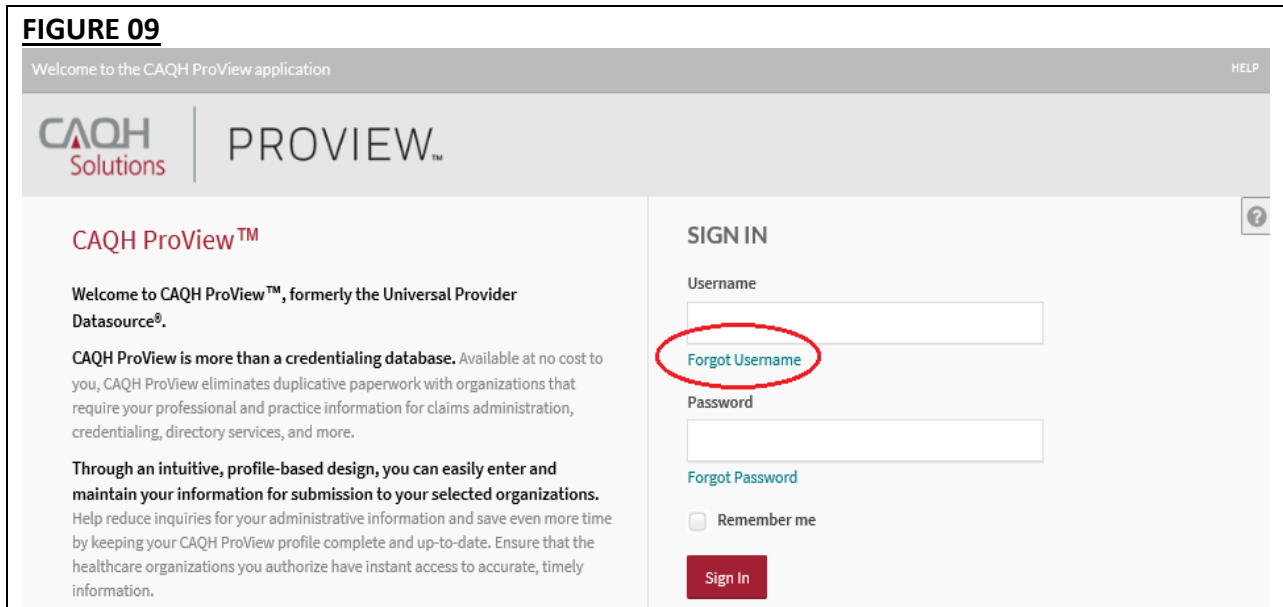 FIGURE 09
Welcome to the CAQH ProView application
HELP
CAQH
Solutions
PROVIEW™
CAQH ProView™
Welcome to CAQH ProView™, formerly the Universal Provider
Datasource®.
CAQH ProView is more than a credentialing database. Available at no cost to
you, CAQH ProView eliminates duplicative paperwork with organizations that
require your professional and practice information for claims administration,
credentialing, directory services, and more.
Through an intuitive, profile-based design, you can easily enter and
maintain your information for submission to your selected organizations.
Help reduce inquiries for your administrative information and save even more time
by keeping your CAQH ProView profile complete and up-to-date. Ensure that the
healthcare organizations you authorize have instant access to accurate, timely
information.
?
SIGN IN
Username
Forgot Username
Password
Forgot Password
Remember me
Sign In